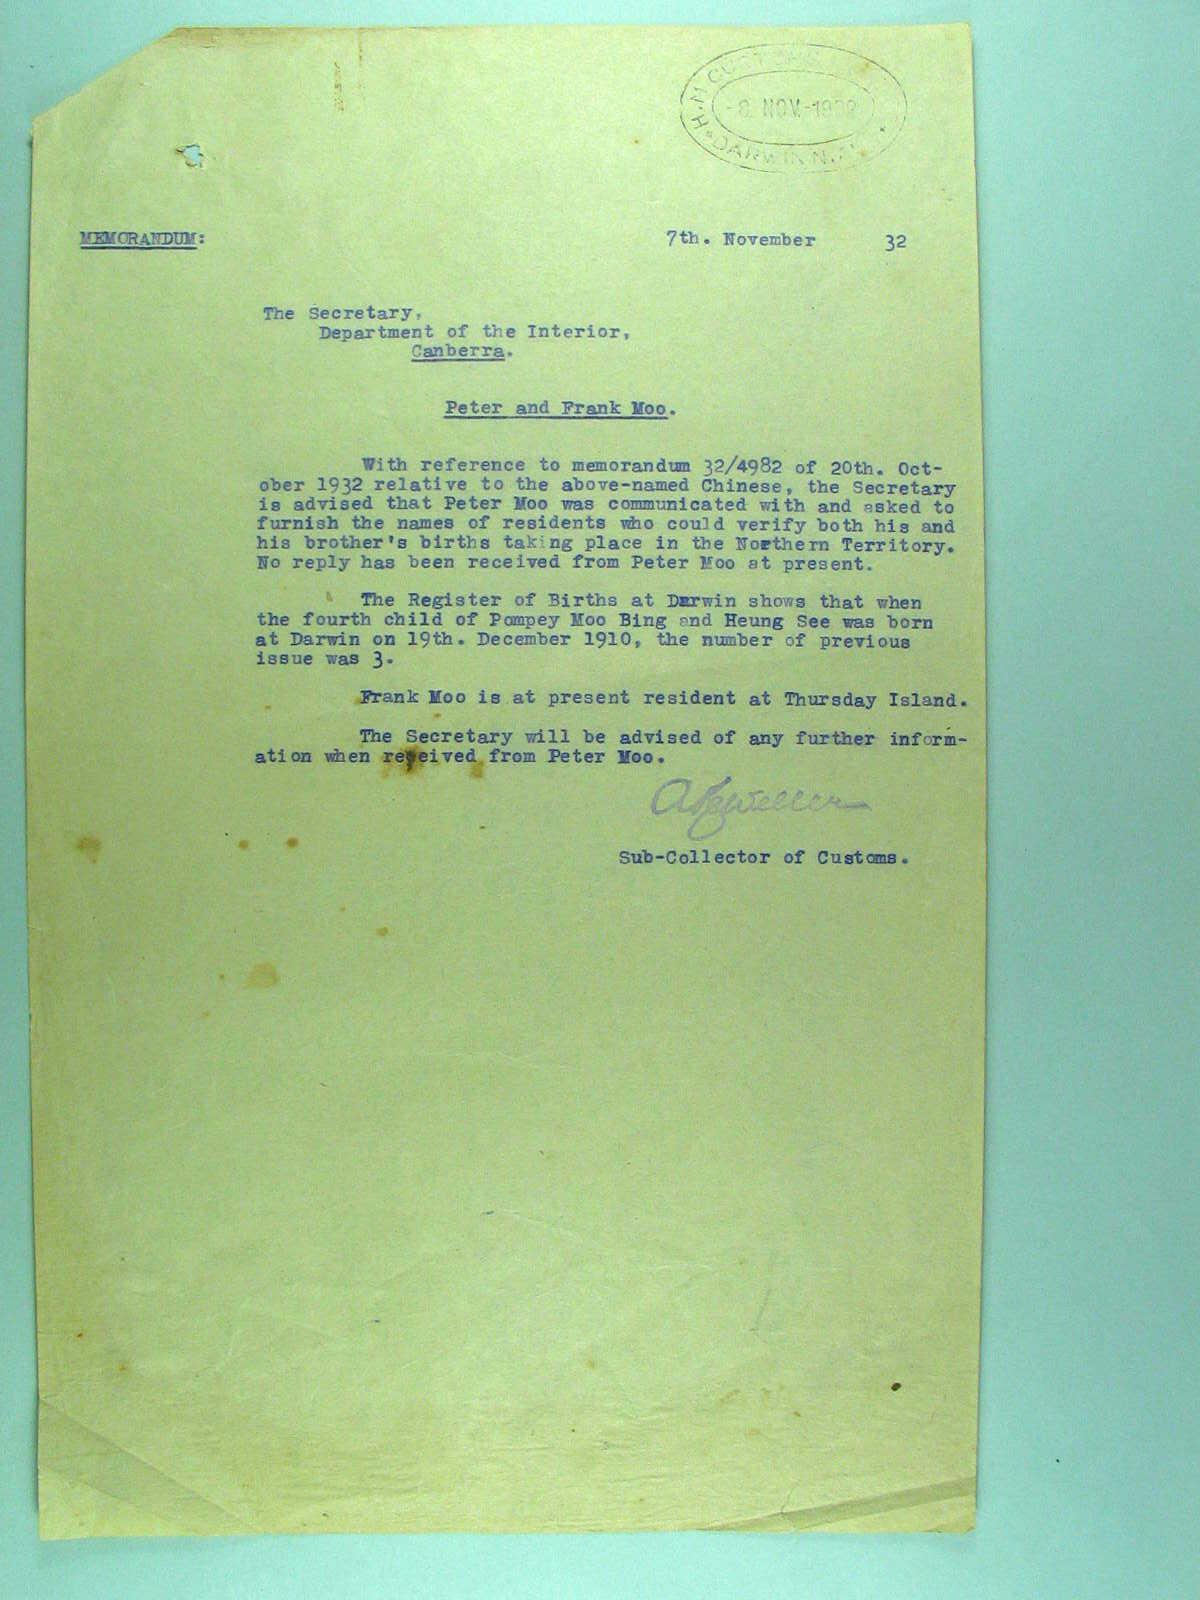 H.M. CUSTOMS
8 NOV. 1932
DARWIN N.
MEMORANDUM:
7th. November 32
The Secretary,
Department of the Interior,
Canberra.
Peter and Frank Moo.
With reference to memorandum 32/4982 of 20th. Oct-
ober 1932 relative to the above-named Chinese, the Secretary
is advised that Peter Moo was communicated with and asked to
furnish the names of residents who could verify both his and
his brother's births taking place in the Northern Territory.
No reply has been received from Peter Moo at present.
The Register of Births at Darwin shows that when
the fourth child of Pompey Moo Bing and Heung See was born
at Darwin on 19th. December 1910, the number of previous
issue was 3.
Frank Moo is at present resident at Thursday Island.
The Secretary will be advised of any further inform-
ation when received from Peter Moo.
Sub-Collector of Customs.